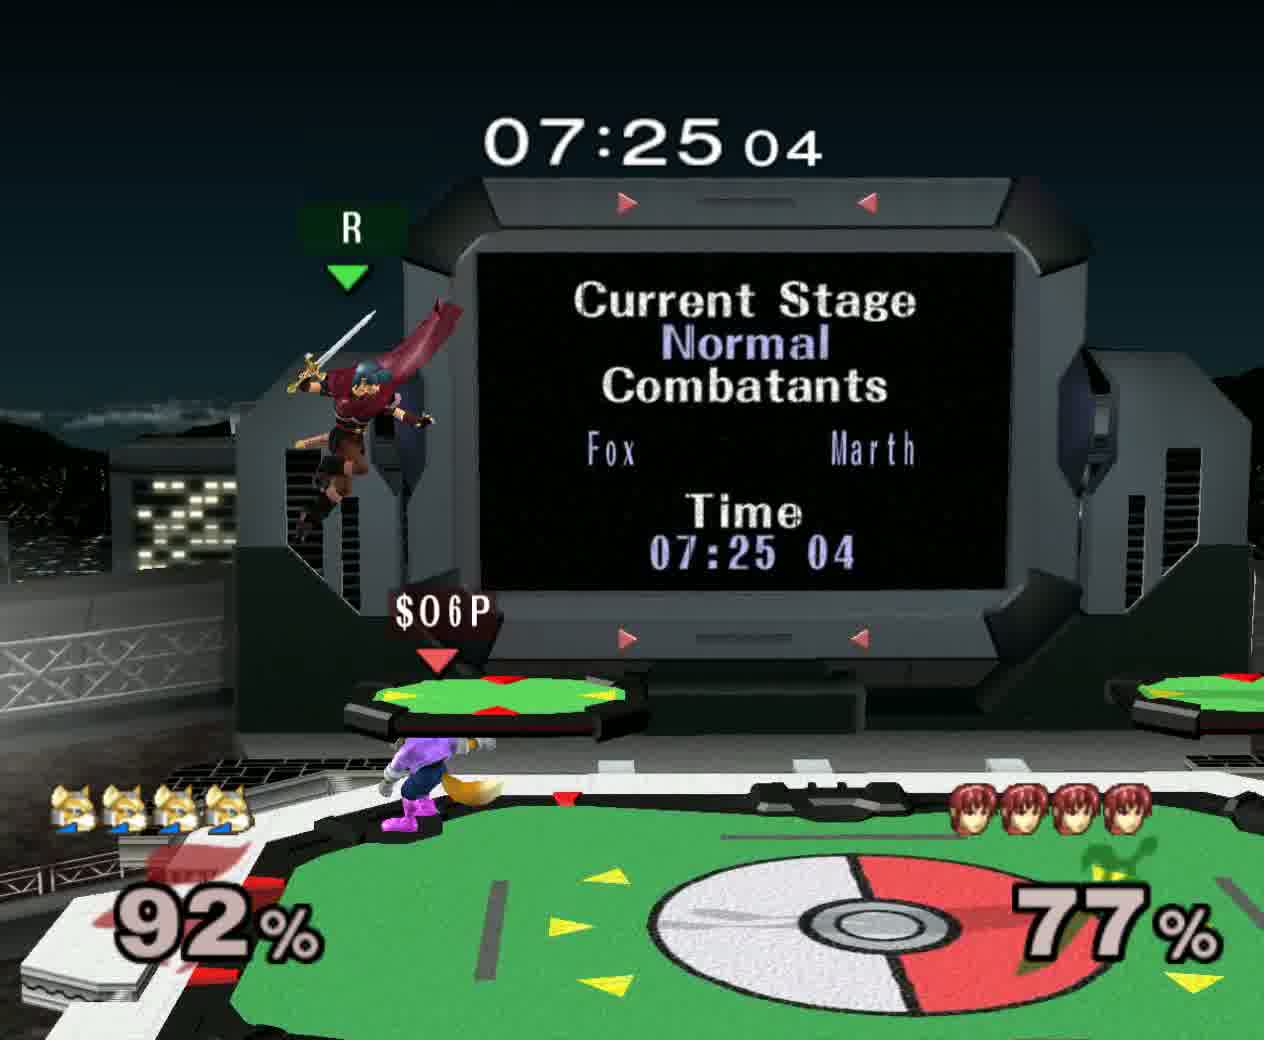 07:25 04
R
Current Stage
Normal
Combatants
Fox Marth
Time
07:25 04
$06P
92%
77%